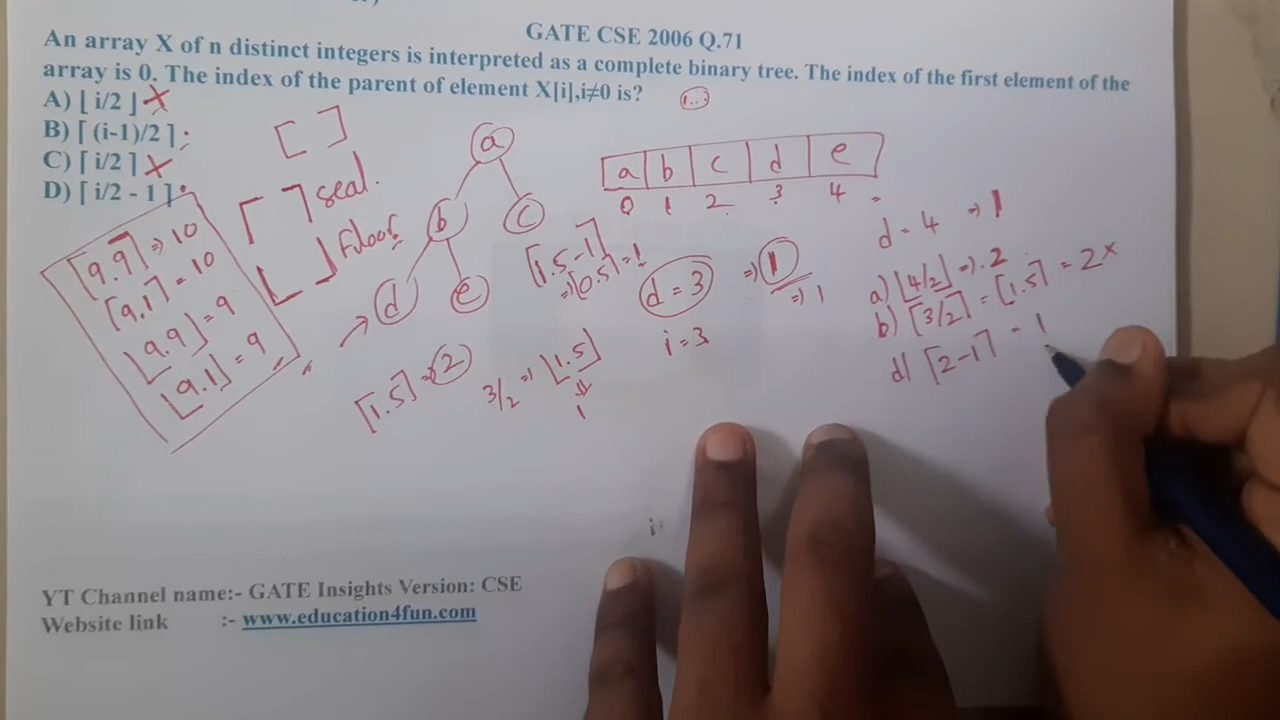 GATE CSE 2006 Q.71
An array X of n distinct integers is interpreted as a complete binary tree. The index of the first element of the
array is 0. The index of the parent of element X[i],i≠0 is?
A) ⌊ i/2 ⌋ X
B) ⌈ (i-1)/2 ⌉
C) ⌈ i/2 ⌉ X
D) ⌈ i/2 - 1 ⌉
[ ]
⌈ ⌉ seal.
⌊ ⌋ Floor
⌈9.9⌉ => 10
⌈9.1⌉ = 10
⌊9.9⌋ = 9
⌊9.1⌋ = 9
a
b c
d e
a b c d e
0 1 2 3 4
⌈1.5-1⌉
=> ⌈0.5⌉ = 1
d = 3 => 1
=> 1
i = 3
⌈1.5⌉ => 2
3/2 => ⌊1.5⌋
1
d = 4 => 1
a) ⌊4/2⌋ => 2
b) ⌈3/2⌉ = ⌈1.5⌉ = 2 x
d) ⌈2-1⌉ = 1
i
YT Channel name:- GATE Insights Version: CSE
Website link :- www.education4fun.com